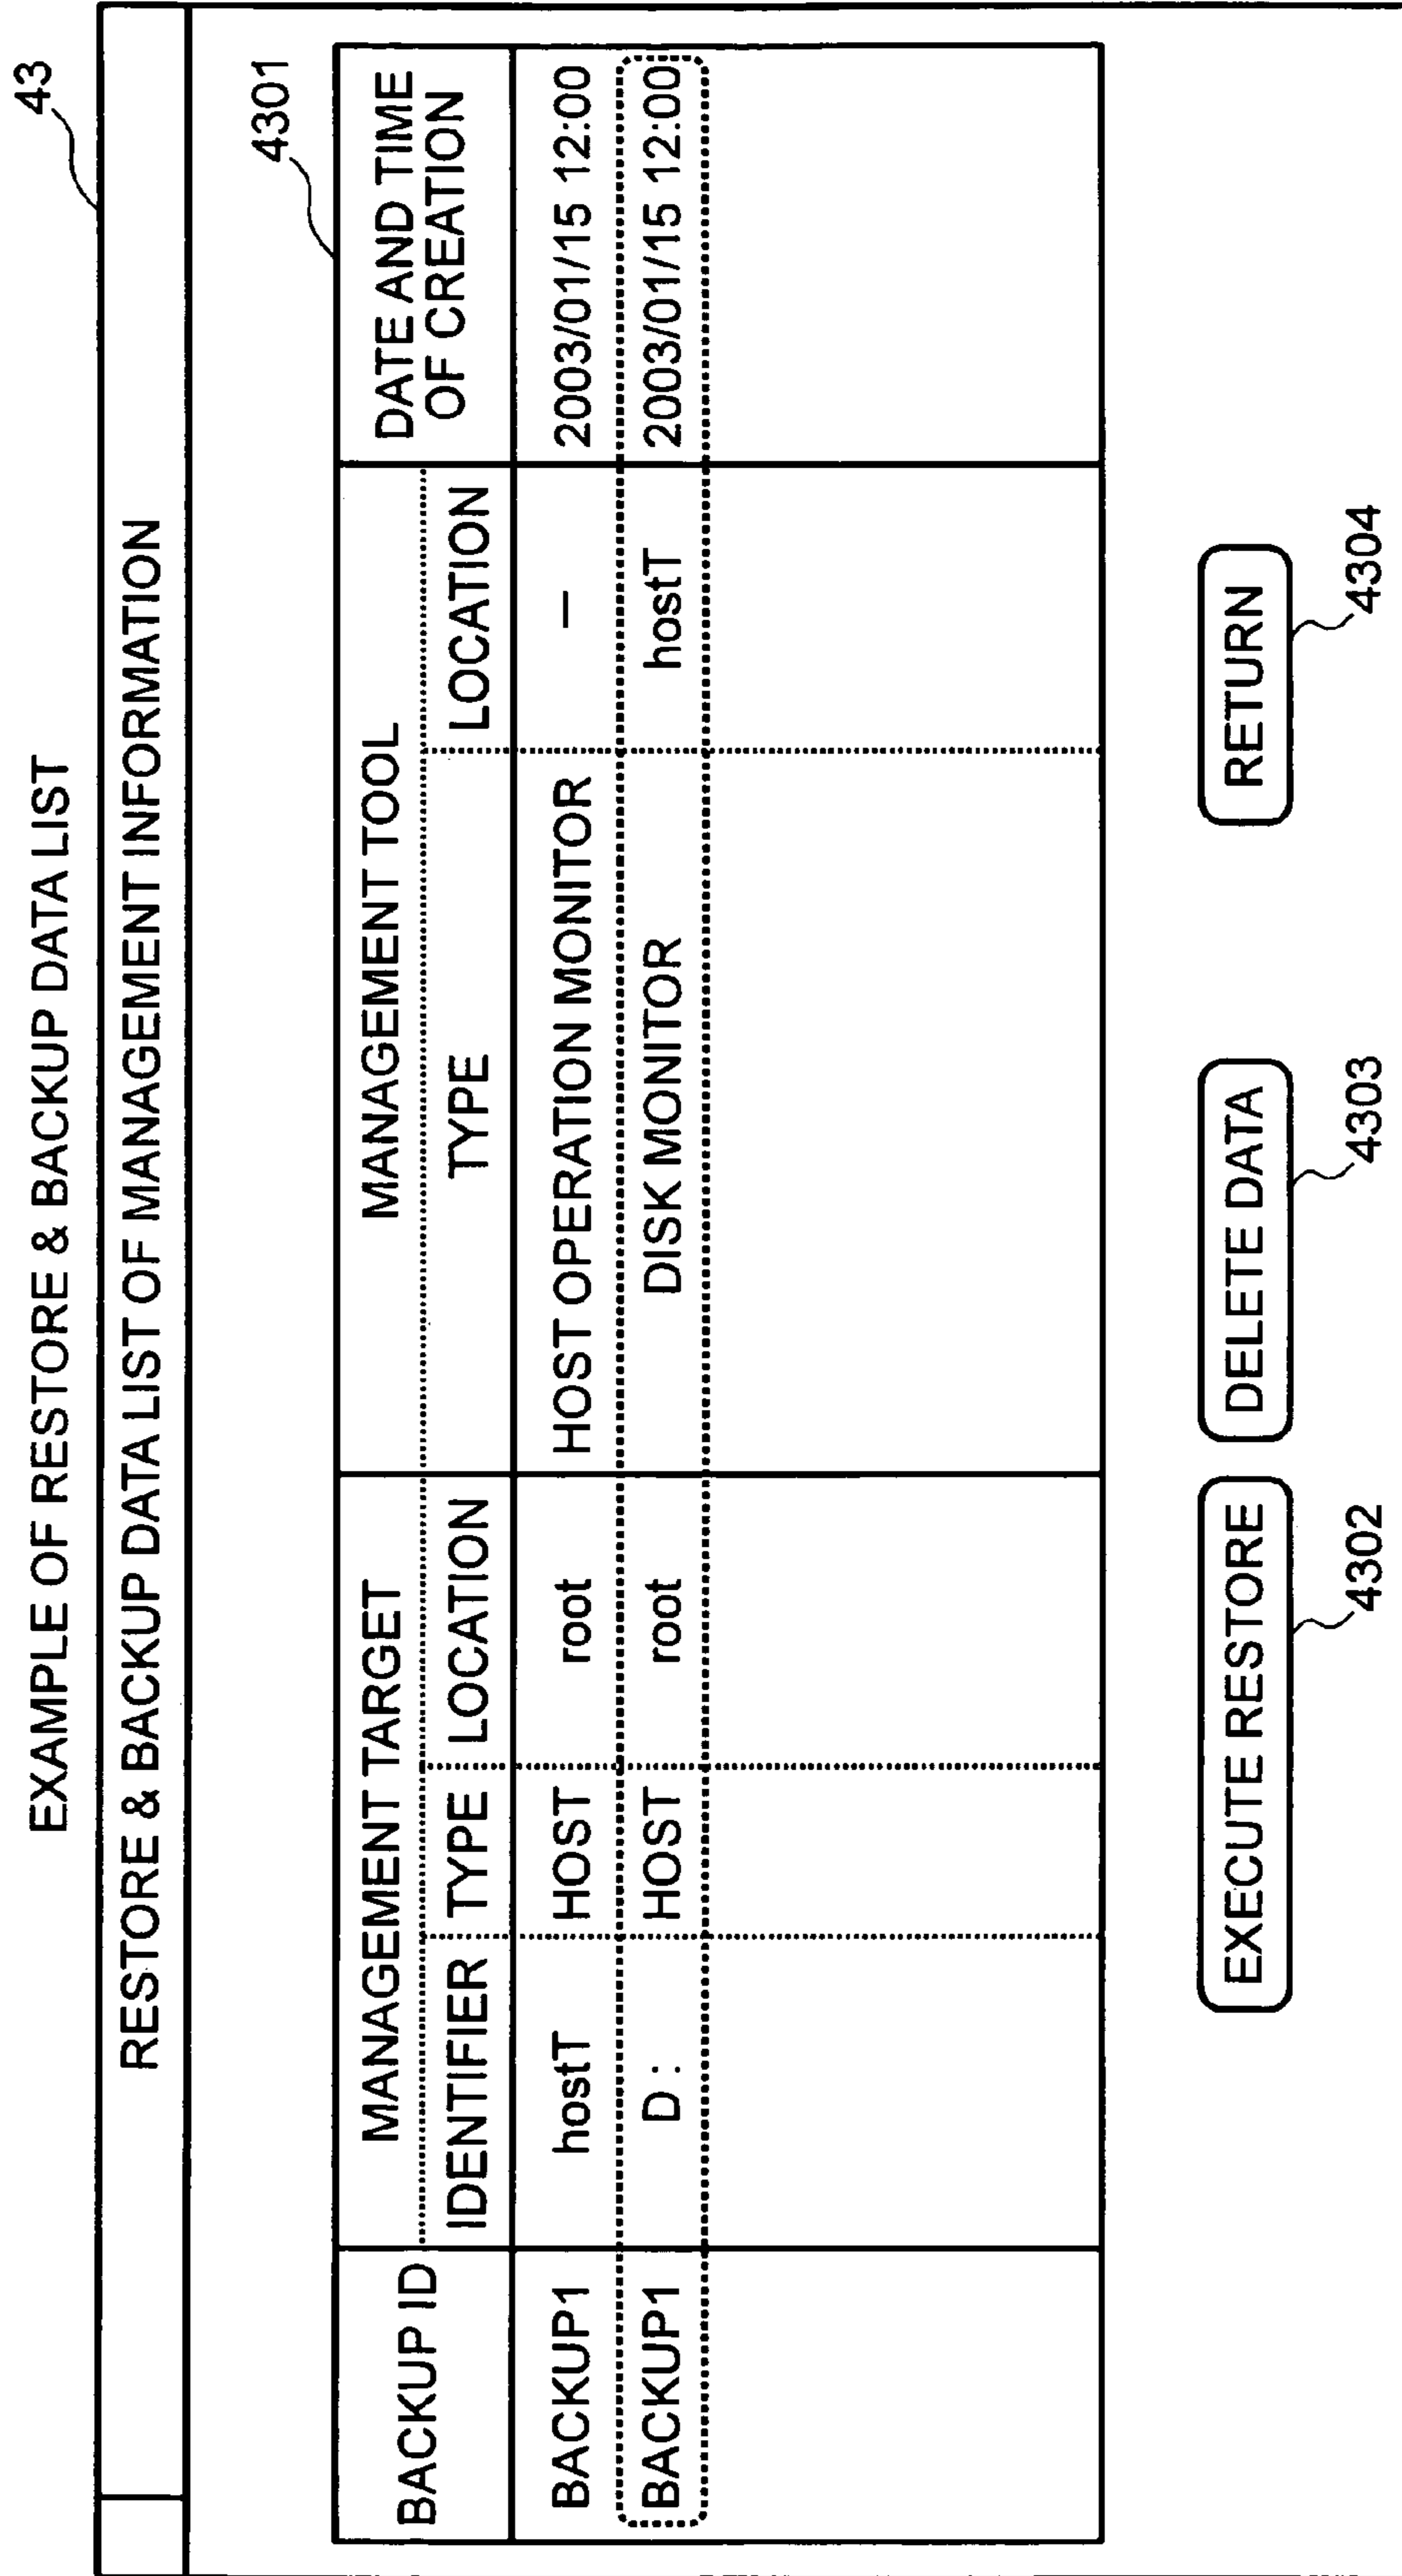 EXAMPLE OF RESTORE & BACKUP DATA LIST
43
RESTORE & BACKUP DATA LIST OF MANAGEMENT INFORMATION
4301
BACKUP ID MANAGEMENT TARGET MANAGEMENT TOOL DATE AND TIME OF CREATION
IDENTIFIER TYPE LOCATION TYPE LOCATION
BACKUP1 hostT HOST root HOST OPERATION MONITOR — 2003/01/15 12:00
BACKUP1 D: HOST root DISK MONITOR hostT 2003/01/15 12:00
EXECUTE RESTORE DELETE DATA RETURN
4302 4303 4304